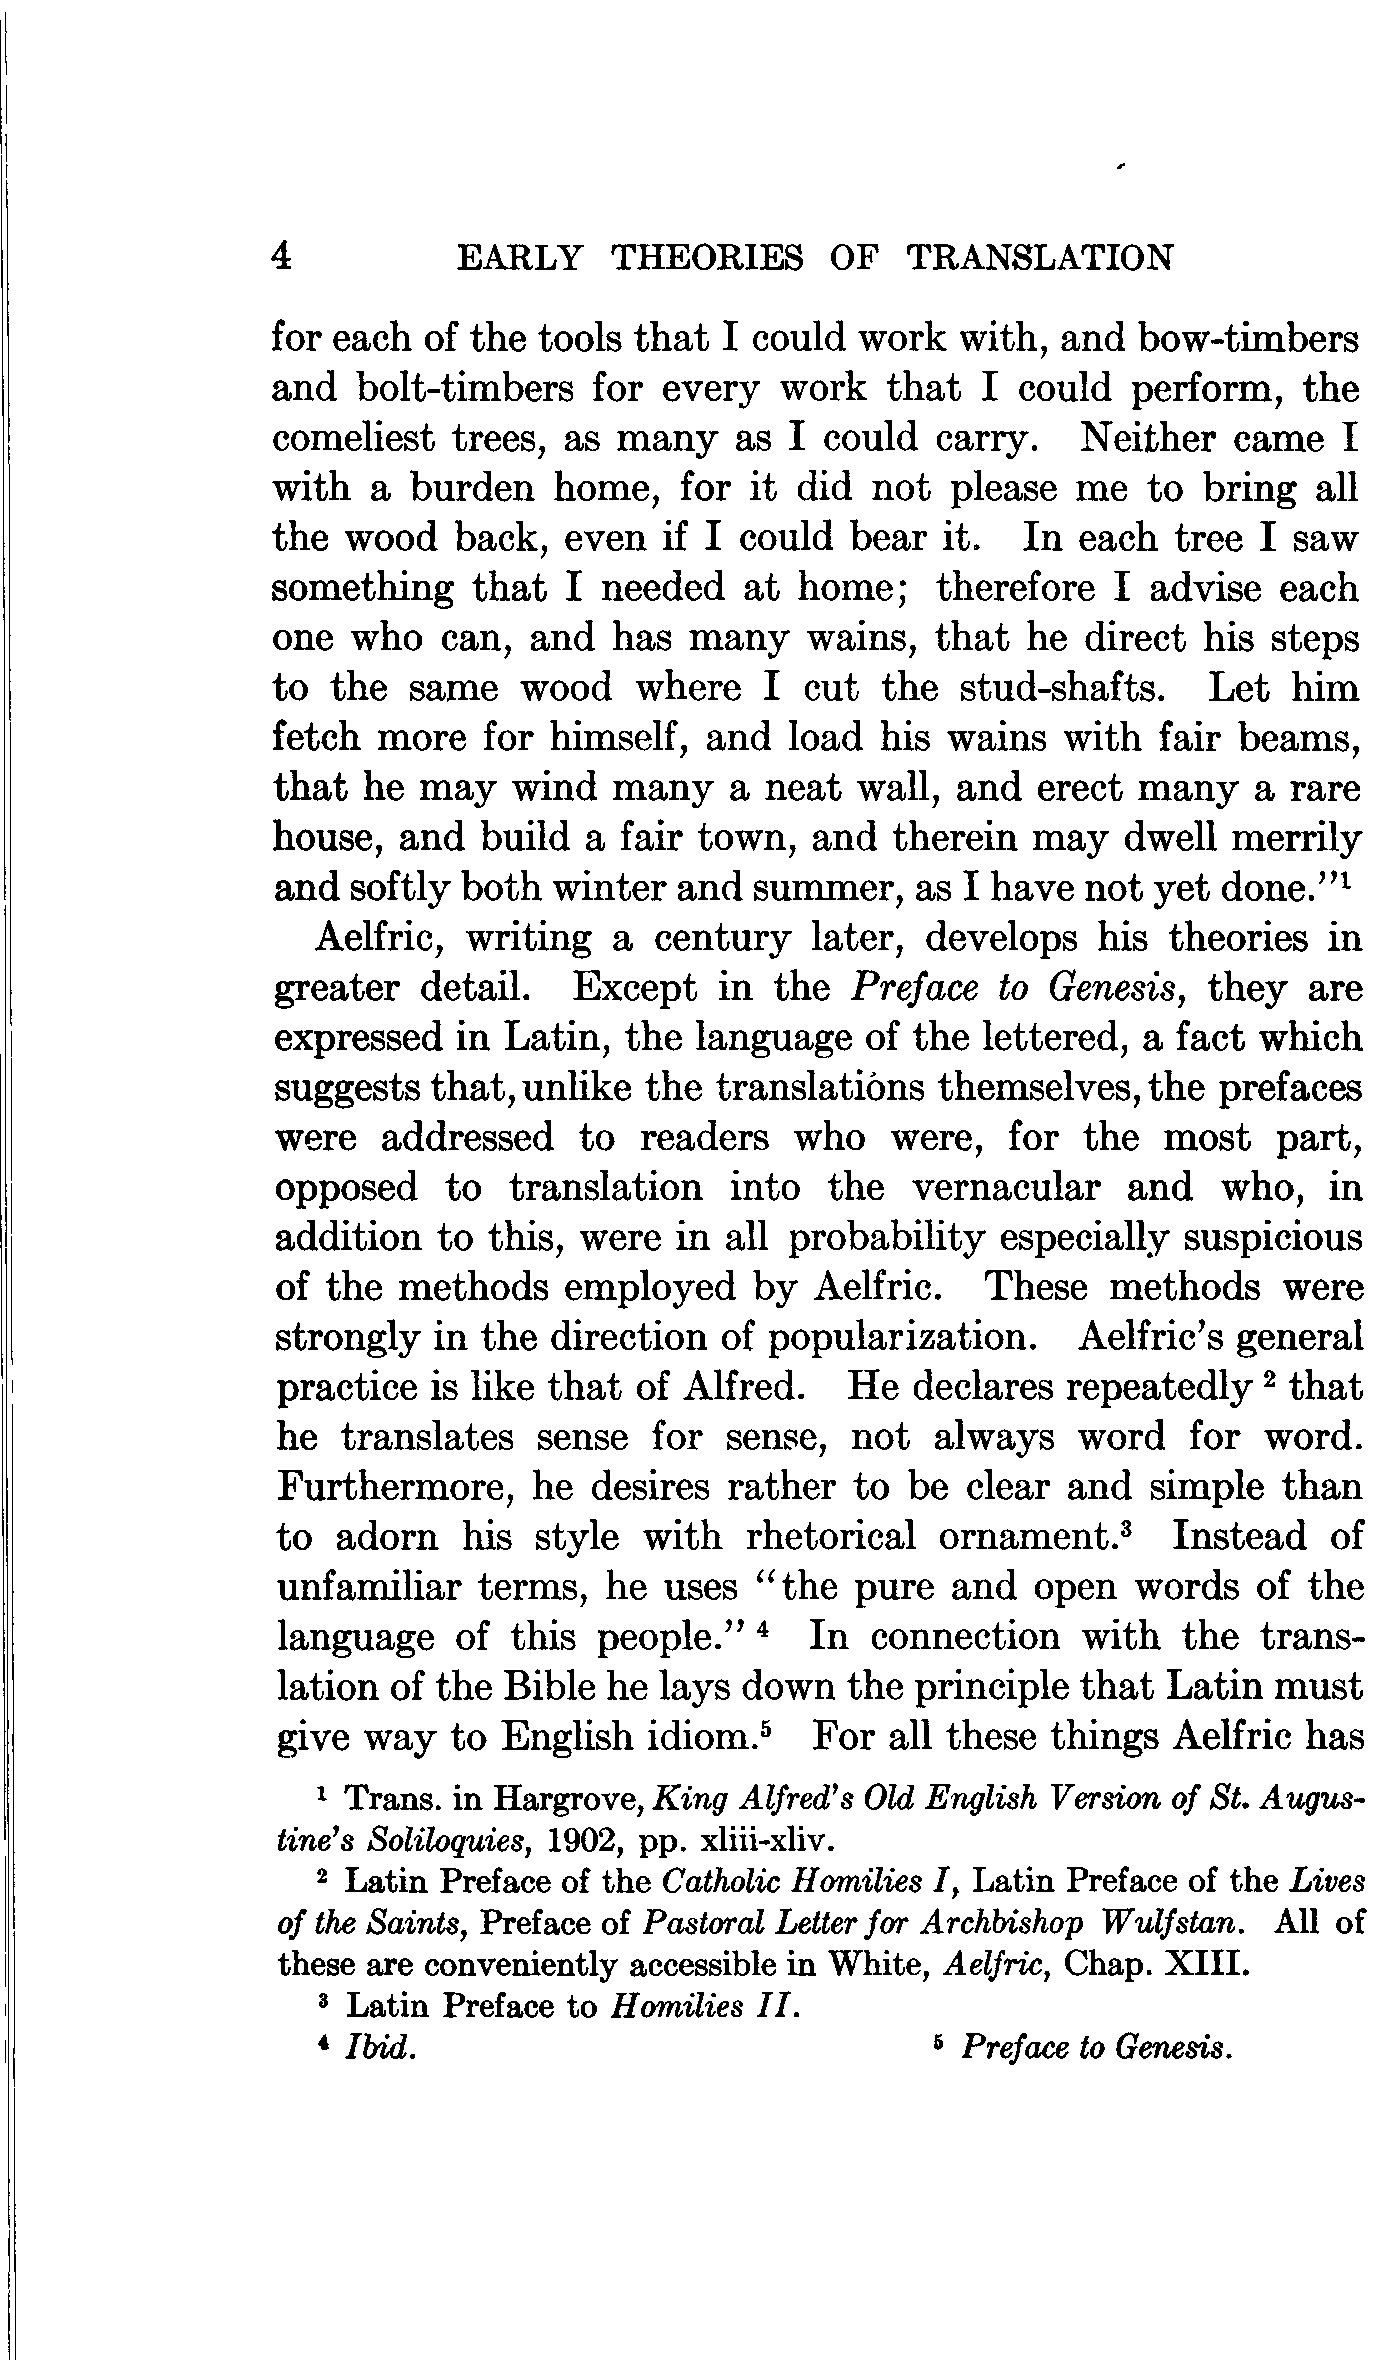 4 EARLY THEORIES OF TRANSLATION
for each of the tools that I could work with, and bow-timbers
and bolt-timbers for every work that I could perform, the
comeliest trees, as many as I could carry. Neither came I
with a burden home, for it did not please me to bring all
the wood back, even if I could bear it. In each tree I saw
something that I needed at home; therefore I advise each
one who can, and has many wains, that he direct his steps
to the same wood where I cut the stud-shafts. Let him
fetch more for himself, and load his wains with fair beams,
that he may wind many a neat wall, and erect many a rare
house, and build a fair town, and therein may dwell merrily
and softly both winter and summer, as I have not yet done."¹
Aelfric, writing a century later, develops his theories in
greater detail. Except in the Preface to Genesis, they are
expressed in Latin, the language of the lettered, a fact which
suggests that, unlike the translations themselves, the prefaces
were addressed to readers who were, for the most part,
opposed to translation into the vernacular and who, in
addition to this, were in all probability especially suspicious
of the methods employed by Aelfric. These methods were
strongly in the direction of popularization. Aelfric's general
practice is like that of Alfred. He declares repeatedly ² that
he translates sense for sense, not always word for word.
Furthermore, he desires rather to be clear and simple than
to adorn his style with rhetorical ornament.³ Instead of
unfamiliar terms, he uses "the pure and open words of the
language of this people." ⁴ In connection with the trans-
lation of the Bible he lays down the principle that Latin must
give way to English idiom.⁵ For all these things Aelfric has
¹ Trans. in Hargrove, King Alfred's Old English Version of St. Augus-
tine's Soliloquies, 1902, pp. xliii-xliv.
² Latin Preface of the Catholic Homilies I, Latin Preface of the Lives
of the Saints, Preface of Pastoral Letter for Archbishop Wulfstan. All of
these are conveniently accessible in White, Aelfric, Chap. XIII.
³ Latin Preface to Homilies II.
⁴ Ibid. ⁵ Preface to Genesis.